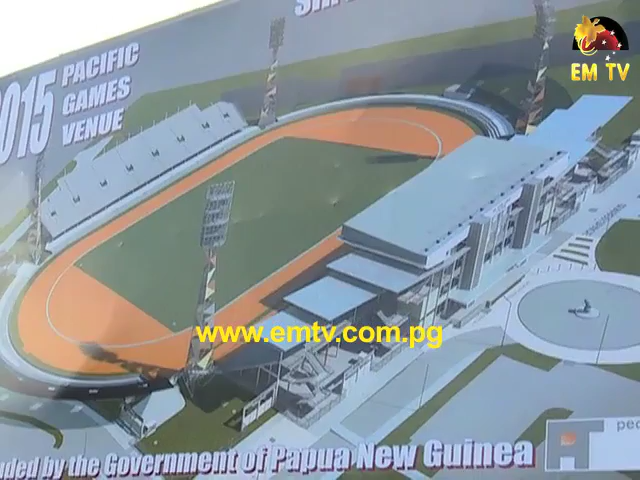 EM TV
2015
PACIFIC
GAMES
VENUE
www.emtv.com.pg
by the Government of Papua New Guinea